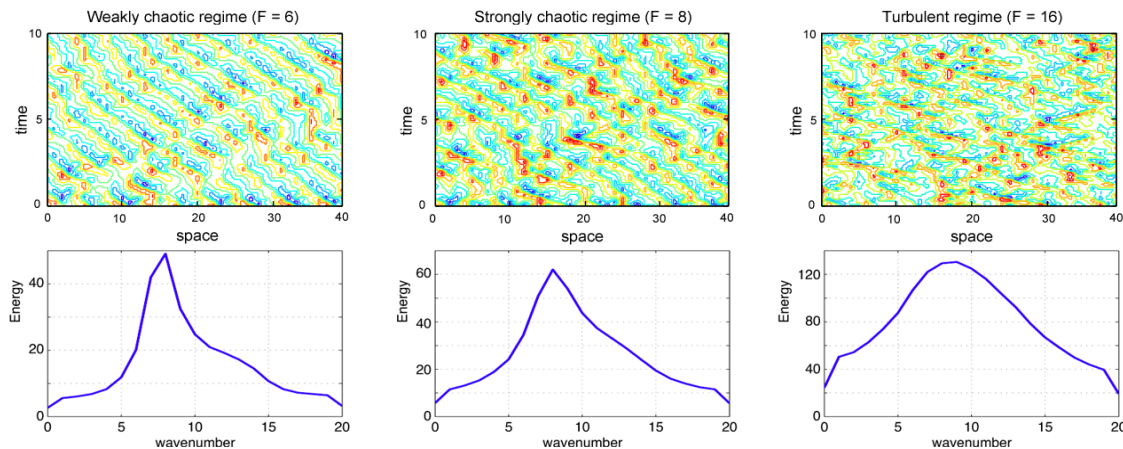 Weakly chaotic regime (F = 6)
Strongly chaotic regime (F = 8)
Turbulent regime (F = 16)
10
5
0
time
0 10 20 30 40
space
10
5
0
time
0 10 20 30 40
space
10
5
0
time
0 10 20 30 40
space
40
20
0
Energy
0 5 10 15 20
wavenumber
60
40
20
0
Energy
0 5 10 15 20
wavenumber
120
80
40
0
Energy
0 5 10 15 20
wavenumber